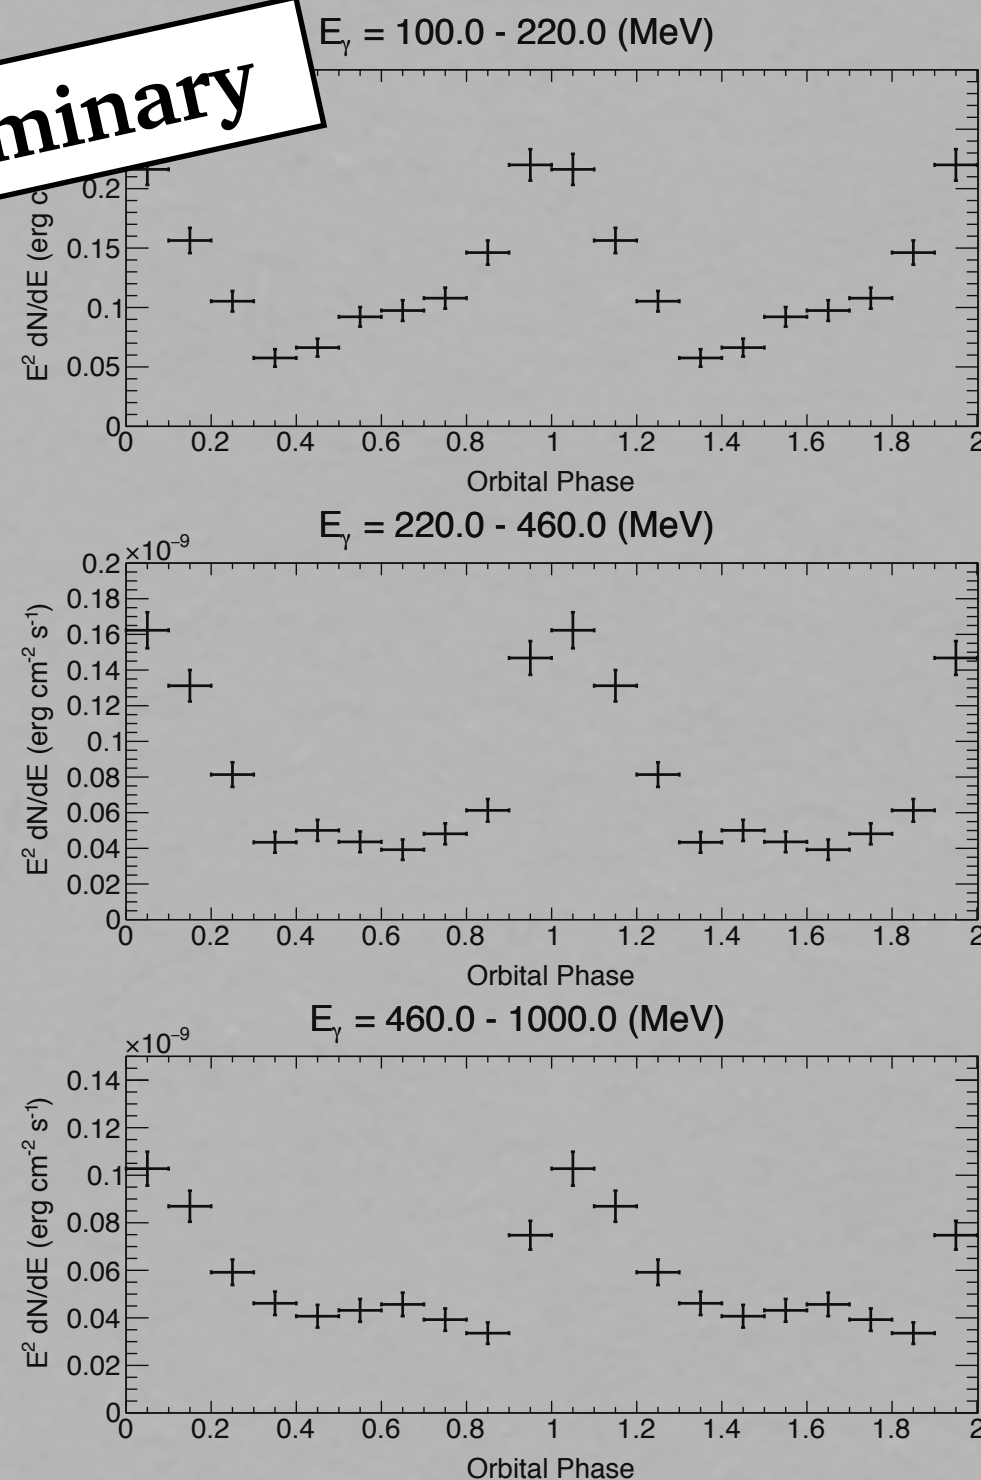 E_γ = 100.0 - 220.0 (MeV)
minary
E² dN/dE (erg c
0.2
0.15
0.1
0.05
0
0 0.2 0.4 0.6 0.8 1 1.2 1.4 1.6 1.8 2
Orbital Phase
E_γ = 220.0 - 460.0 (MeV)
×10⁻⁹
E² dN/dE (erg cm⁻² s⁻¹)
0.2
0.18
0.16
0.14
0.12
0.1
0.08
0.06
0.04
0.02
0
0 0.2 0.4 0.6 0.8 1 1.2 1.4 1.6 1.8 2
Orbital Phase
E_γ = 460.0 - 1000.0 (MeV)
×10⁻⁹
E² dN/dE (erg cm⁻² s⁻¹)
0.14
0.12
0.1
0.08
0.06
0.04
0.02
0
0 0.2 0.4 0.6 0.8 1 1.2 1.4 1.6 1.8 2
Orbital Phase